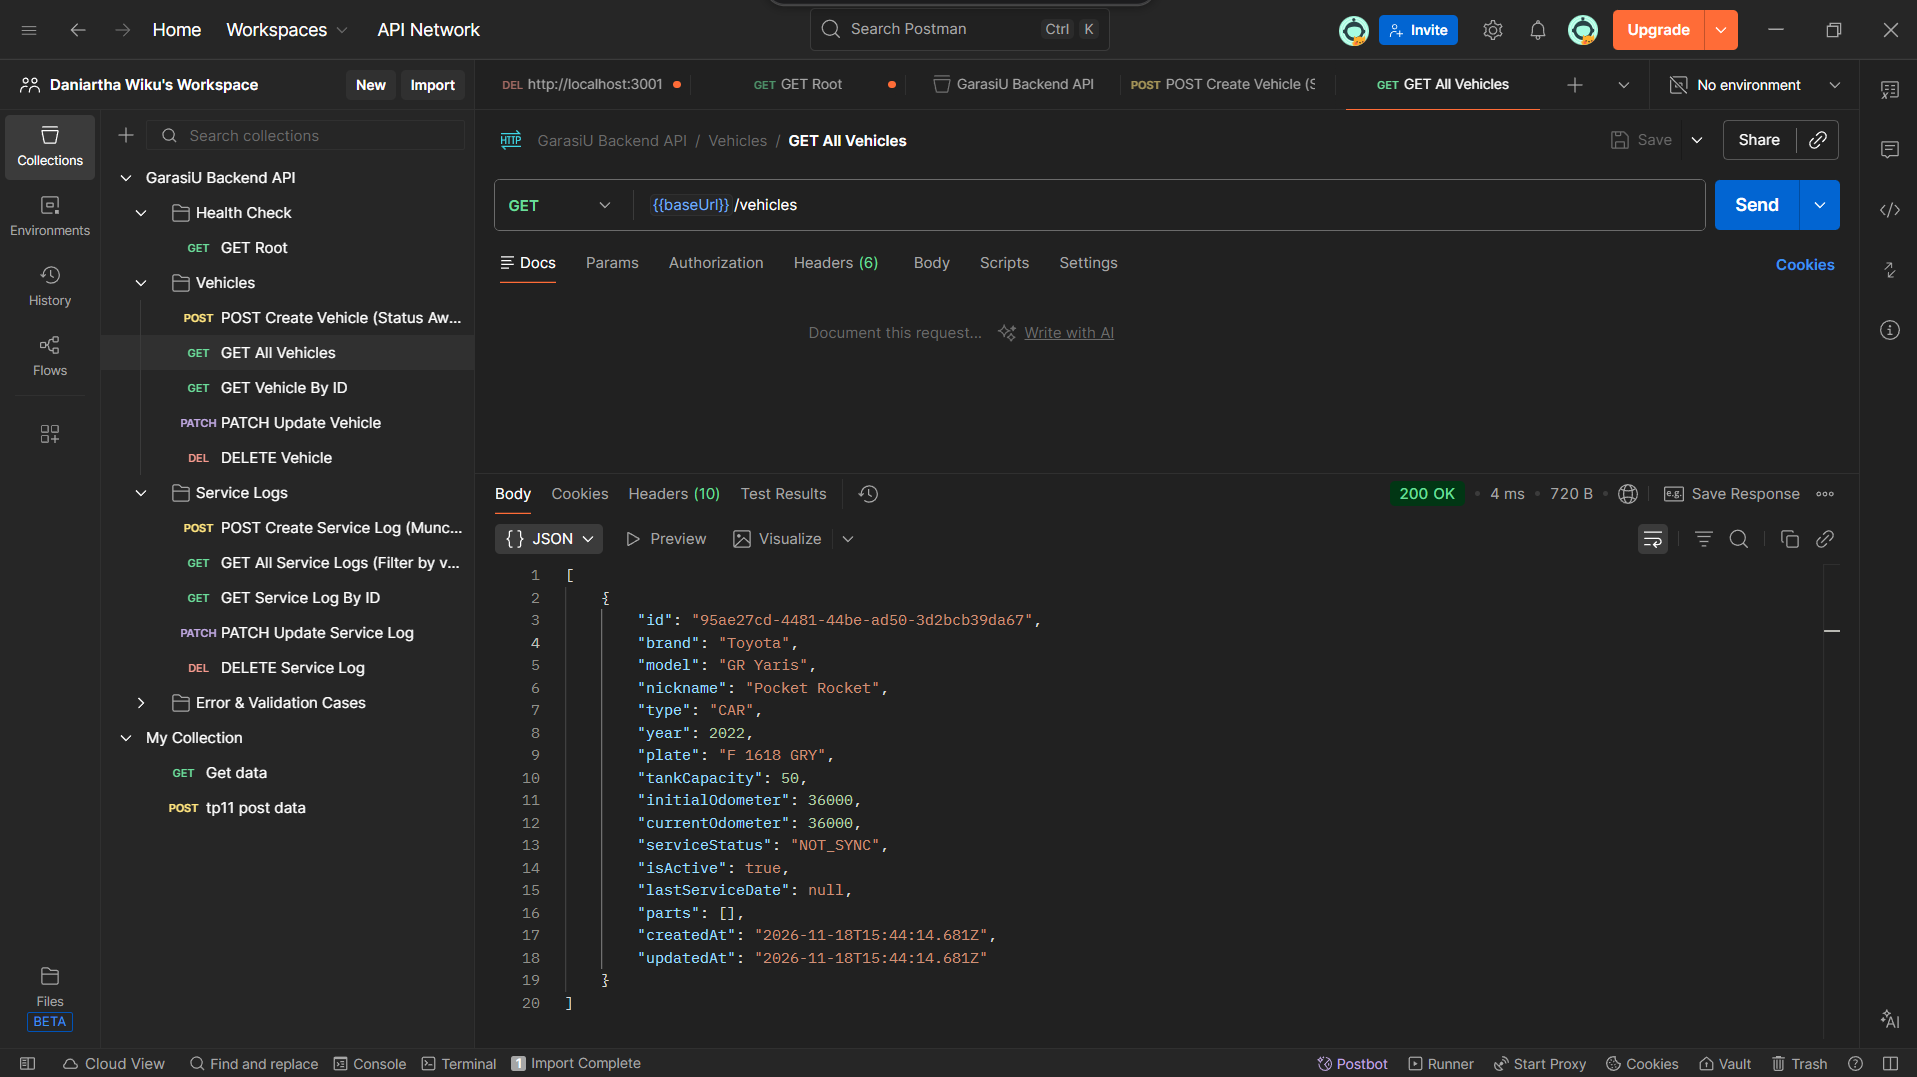 Home Workspaces API Network Search Postman Ctrl K Invite Upgrade
Daniartha Wiku's Workspace New Import
DEL http://localhost:3001 GET GET Root GarasiU Backend API POST POST Create Vehicle (S GET GET All Vehicles No environment
Collections
Environments
History
Flows
Files
BETA
Search collections
GarasiU Backend API
Health Check
GET GET Root
Vehicles
POST POST Create Vehicle (Status Aw...
GET GET All Vehicles
GET GET Vehicle By ID
PATCH PATCH Update Vehicle
DEL DELETE Vehicle
Service Logs
POST POST Create Service Log (Munc...
GET GET All Service Logs (Filter by v...
GET GET Service Log By ID
PATCH PATCH Update Service Log
DEL DELETE Service Log
Error & Validation Cases
My Collection
GET Get data
POST tp11 post data
HTTP GarasiU Backend API / Vehicles / GET All Vehicles Save Share
GET {{baseUrl}} /vehicles Send
Docs Params Authorization Headers (6) Body Scripts Settings Cookies
Document this request... Write with AI
Body Cookies Headers (10) Test Results 200 OK • 4 ms • 720 B • e.g. Save Response
{} JSON Preview Visualize
1 [
2 {
3 "id": "95ae27cd-4481-44be-ad50-3d2bcb39da67",
4 "brand": "Toyota",
5 "model": "GR Yaris",
6 "nickname": "Pocket Rocket",
7 "type": "CAR",
8 "year": 2022,
9 "plate": "F 1618 GRY",
10 "tankCapacity": 50,
11 "initialOdometer": 36000,
12 "currentOdometer": 36000,
13 "serviceStatus": "NOT_SYNC",
14 "isActive": true,
15 "lastServiceDate": null,
16 "parts": [],
17 "createdAt": "2026-11-18T15:44:14.681Z",
18 "updatedAt": "2026-11-18T15:44:14.681Z"
19 }
20 ]
AI
Cloud View Find and replace Console Terminal 1 Import Complete Postbot Runner Start Proxy Cookies Vault Trash